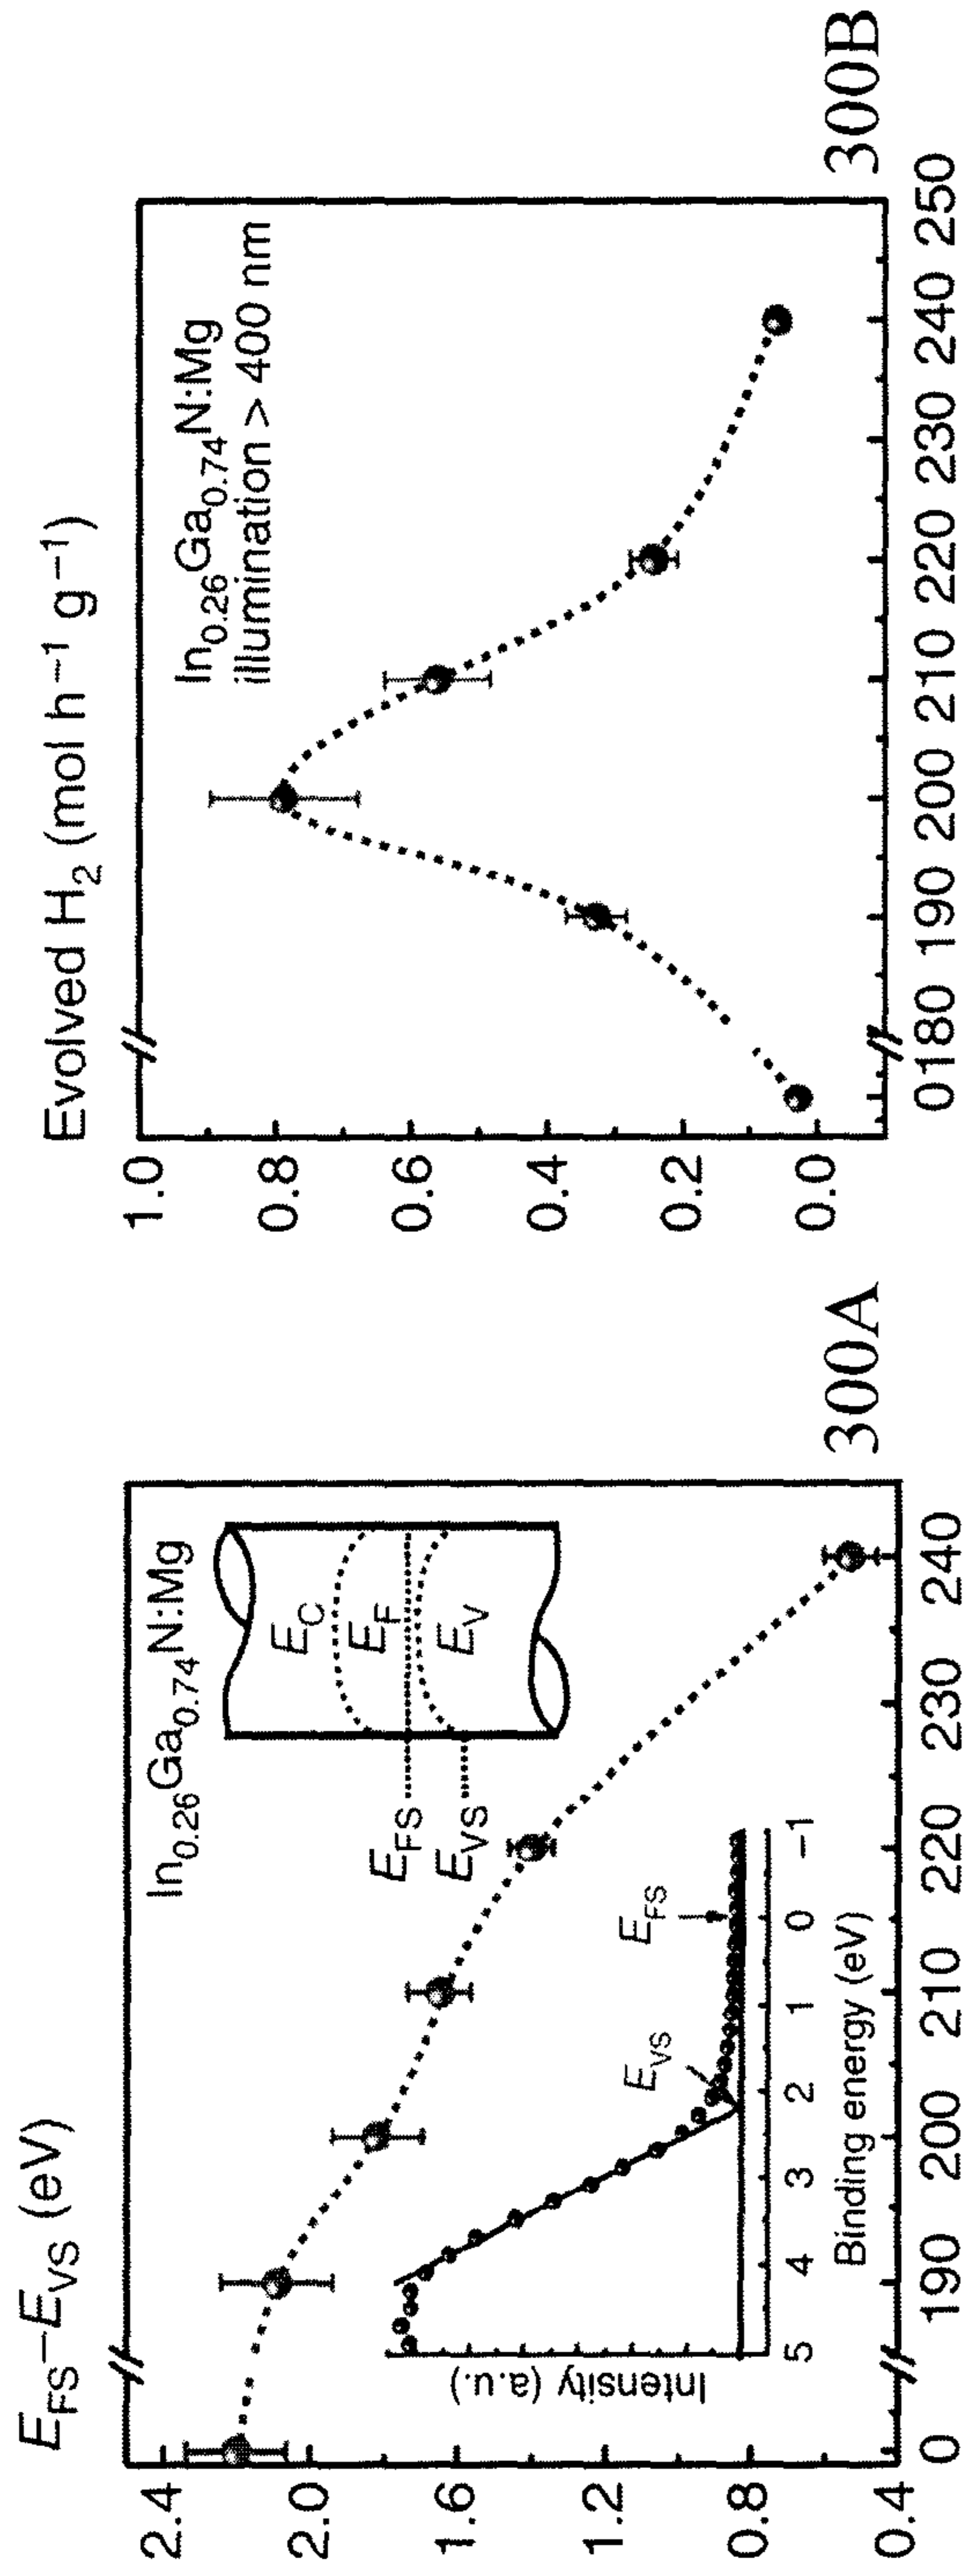 E_FS–E_VS (eV)
2.4
2.0
1.6
1.2
0.8
0.4
In0.26Ga0.74N:Mg
E_C
E_F
E_V
E_FS
E_VS
Intensity (a.u.)
E_VS
E_FS
5 4 3 2 1 0 –1
Binding energy (eV)
0 190 200 210 220 230 240
300A
Evolved H₂ (mol h⁻¹ g⁻¹)
1.0
0.8
0.6
0.4
0.2
0.0
In0.26Ga0.74N:Mg
illumination > 400 nm
0 180 190 200 210 220 230 240 250
300B